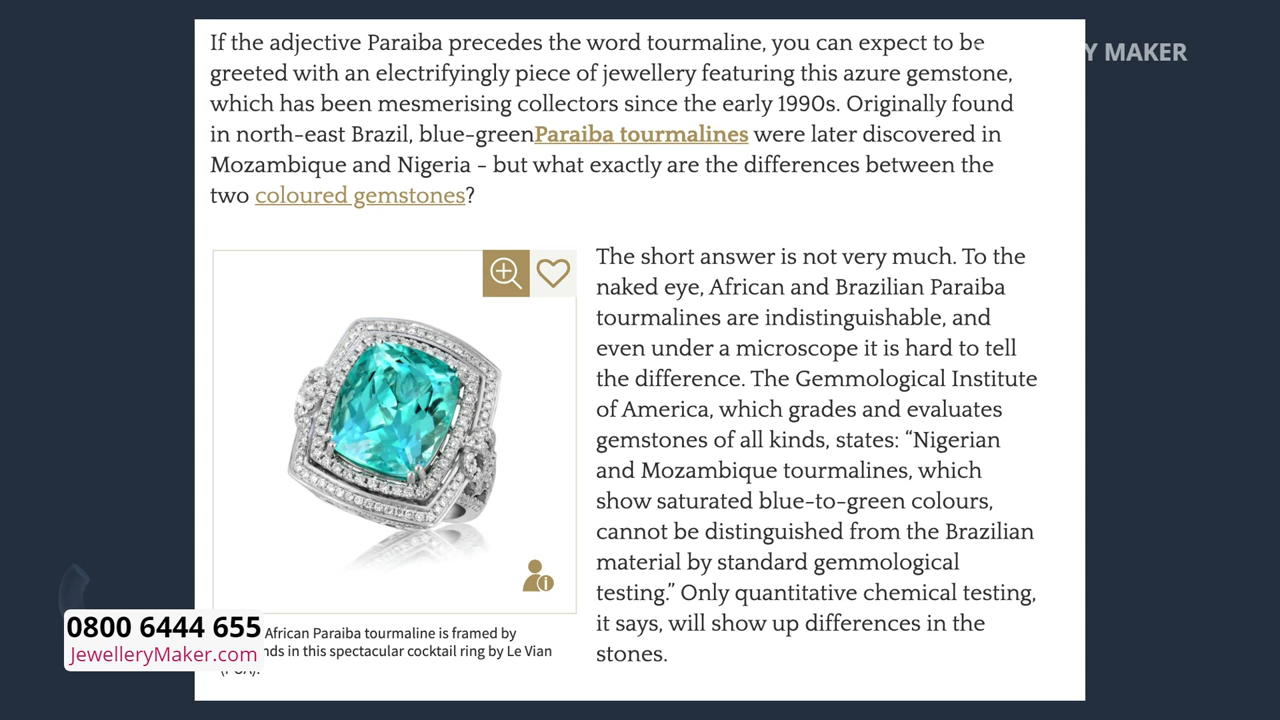 If the adjective Paraiba precedes the word tourmaline, you can expect to be
greeted with an electrifyingly piece of jewellery featuring this azure gemstone,
which has been mesmerising collectors since the early 1990s. Originally found
in north-east Brazil, blue-greenParaiba tourmalines were later discovered in
Mozambique and Nigeria – but what exactly are the differences between the
two coloured gemstones?
Y MAKER
The short answer is not very much. To the
naked eye, African and Brazilian Paraiba
tourmalines are indistinguishable, and
even under a microscope it is hard to tell
the difference. The Gemmological Institute
of America, which grades and evaluates
gemstones of all kinds, states: “Nigerian
and Mozambique tourmalines, which
show saturated blue-to-green colours,
cannot be distinguished from the Brazilian
material by standard gemmological
testing.” Only quantitative chemical testing,
it says, will show up differences in the
stones.
African Paraiba tourmaline is framed by
nds in this spectacular cocktail ring by Le Vian
0800 6444 655
JewelleryMaker.com